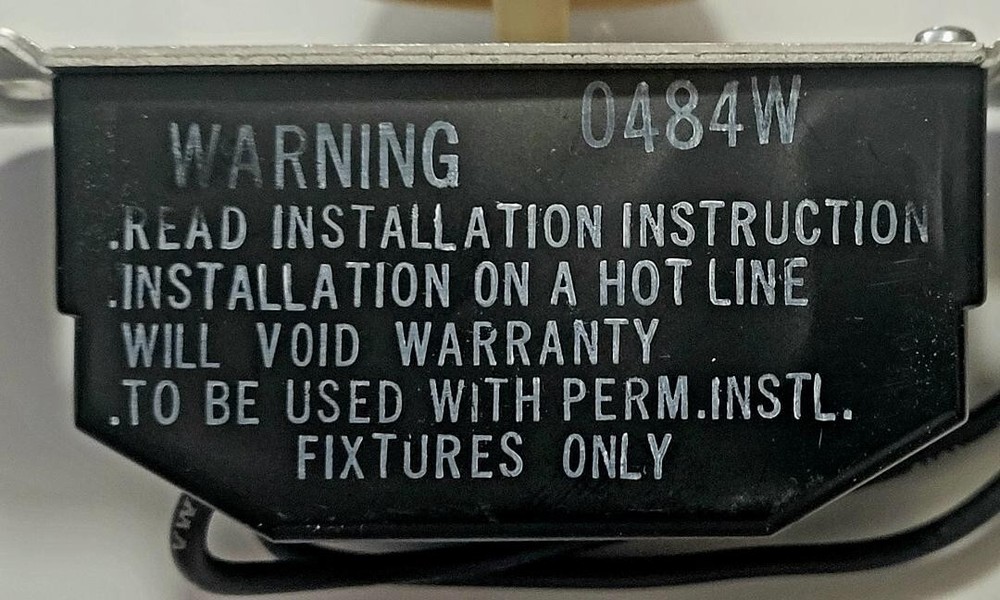 0484W
WARNING
.READ INSTALLATION INSTRUCTION
.INSTALLATION ON A HOT LINE
WILL VOID WARRANTY
.TO BE USED WITH PERM.INSTL.
FIXTURES ONLY